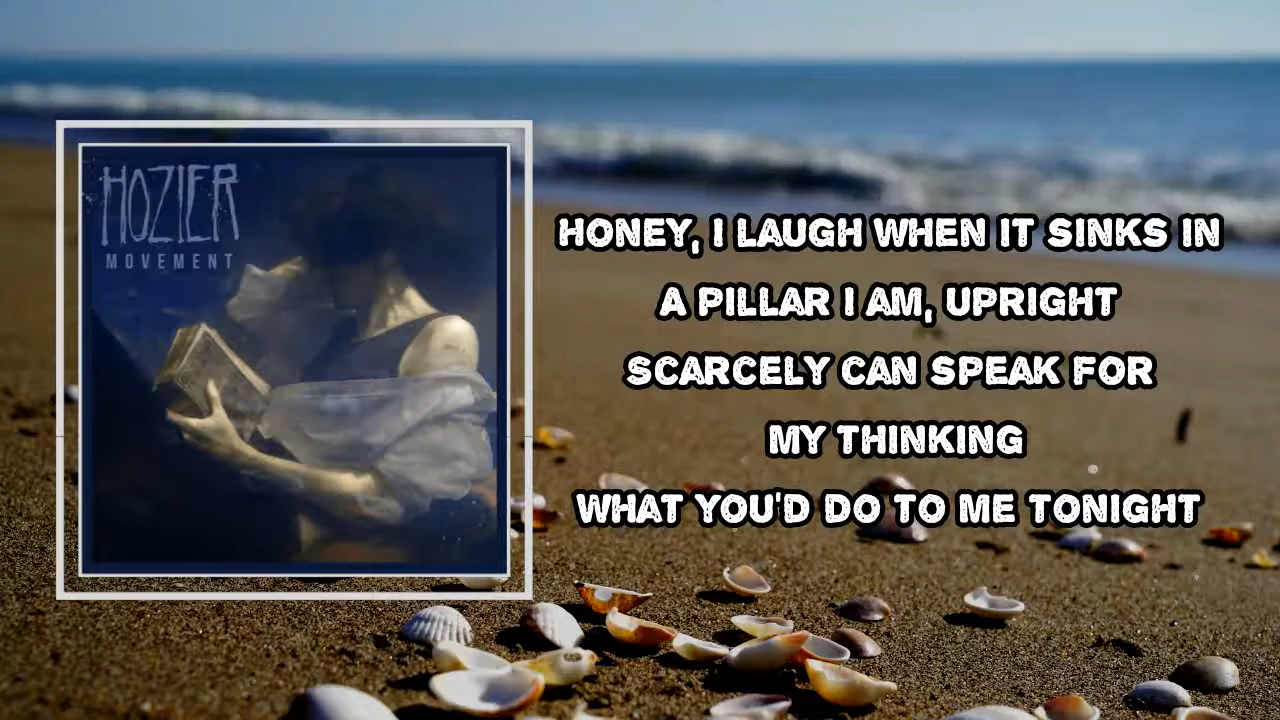 HOZIER
MOVEMENT
HONEY, I LAUGH WHEN IT SINKS IN
A PILLAR I AM, UPRIGHT
SCARCELY CAN SPEAK FOR
MY THINKING
WHAT YOU'D DO TO ME TONIGHT